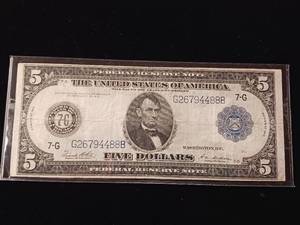 FEDERAL RESERVE NOTE
5 5
THE UNITED STATES OF AMERICA
G26794488B 7-G
7-G
7-G G26794488B
WASHINGTON, D.C.
5 FIVE DOLLARS 5
FEDERAL RESERVE NOTE